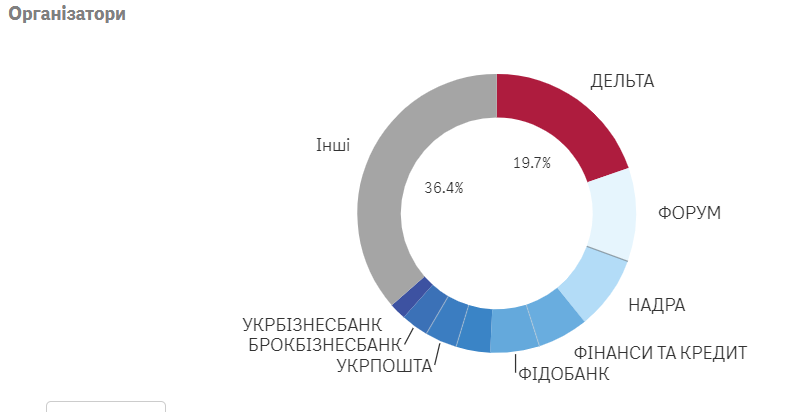 Організатори
ДЕЛЬТА
Інші
19.7%
36.4%
ФОРУМ
НАДРА
УКРБІЗНЕСБАНК
БРОКБІЗНЕСБАНК
ФІНАНСИ ТА КРЕДИТ
УКРПОШТА
ФІДОБАНК